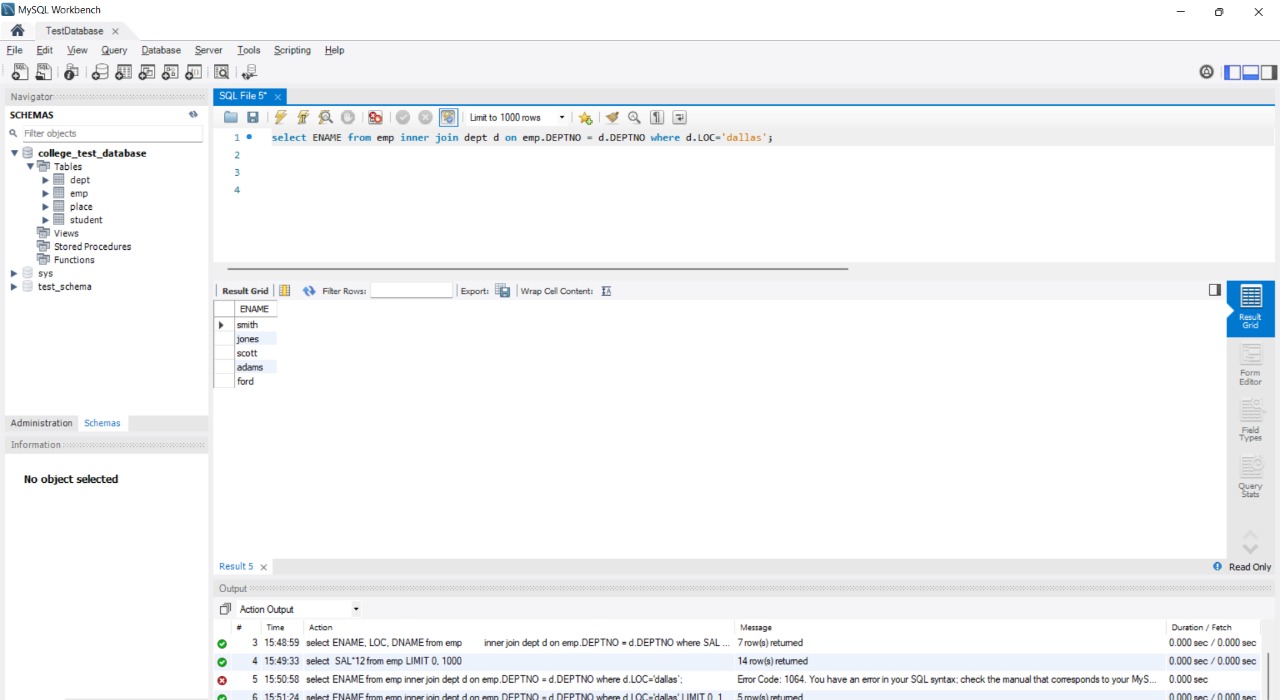 MySQL Workbench
TestDatabase
File Edit View Query Database Server Tools Scripting Help
Navigator
SCHEMAS
Filter objects
college_test_database
Tables
dept
emp
place
student
Views
Stored Procedures
Functions
sys
test_schema
Administration Schemas
Information
No object selected
SQL File 5*
Limit to 1000 rows
1 select ENAME from emp inner join dept d on emp.DEPTNO = d.DEPTNO where d.LOC='dallas';
2
3
4
Result Grid Filter Rows: Export: Wrap Cell Content:
ENAME
smith
jones
scott
adams
ford
Result Grid
Form Editor
Field Types
Query Stats
Result 5
Read Only
Output
Action Output
# Time Action Message Duration / Fetch
3 15:48:59 select ENAME, LOC, DNAME from emp inner join dept d on emp.DEPTNO = d.DEPTNO where SAL ... 7 row(s) returned 0.000 sec / 0.000 sec
4 15:49:33 select SAL*12 from emp LIMIT 0, 1000 14 row(s) returned 0.000 sec / 0.000 sec
5 15:50:58 select ENAME from emp inner join dept d on emp.DEPTNO = d.DEPTNO where d.LOC='dallas`; Error Code: 1064. You have an error in your SQL syntax; check the manual that corresponds to your MyS... 0.000 sec
6 15:51:24 select ENAME from emp inner join dept d on emp.DEPTNO = d.DEPTNO where d.LOC='dallas' LIMIT 0, 1 5 row(s) returned 0.000 sec / 0.000 sec